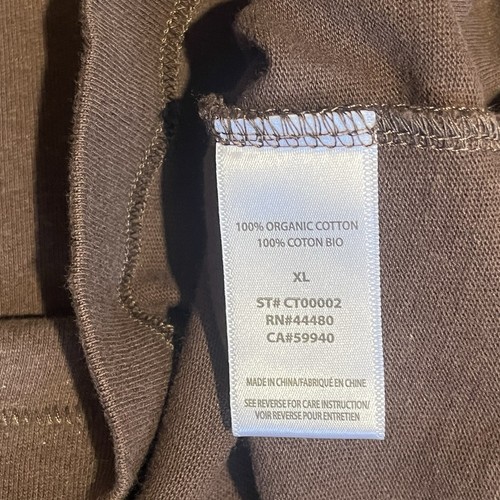 100% ORGANIC COTTON
100% COTON BIO
XL
ST# CT00002
RN#44480
CA#59940
MADE IN CHINA/FABRIQUÉ EN CHINE
SEE REVERSE FOR CARE INSTRUCTION/
VOIR REVERSE POUR ENTRETIEN